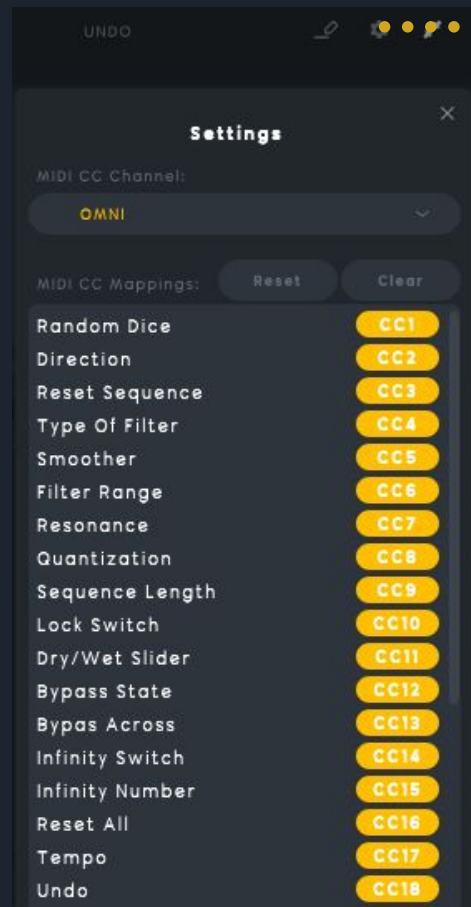 UNDO
Settings
MIDI CC Channel:
OMNI
MIDI CC Mappings: Reset Clear
Random Dice CC1
Direction CC2
Reset Sequence CC3
Type Of Filter CC4
Smoother CC5
Filter Range CC6
Resonance CC7
Quantization CC8
Sequence Length CC9
Lock Switch CC10
Dry/Wet Slider CC11
Bypass State CC12
Bypas Across CC13
Infinity Switch CC14
Infinity Number CC15
Reset All CC16
Tempo CC17
Undo CC18